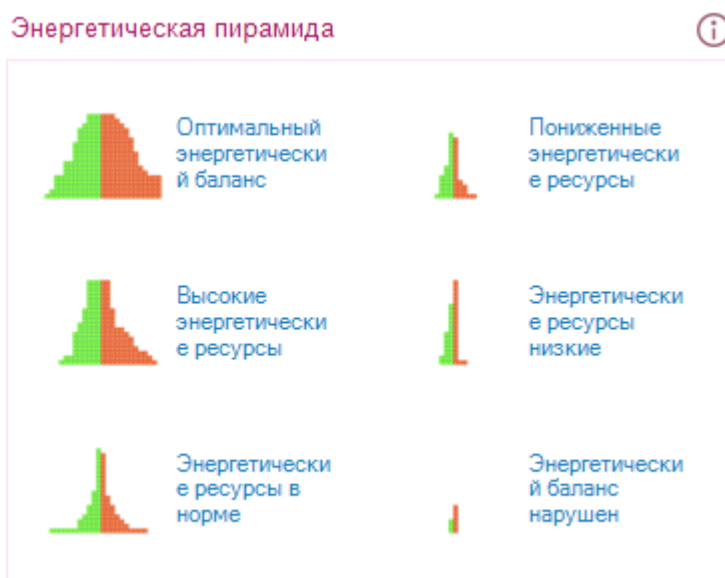 Энергетическая пирамида
Оптимальный
энергетически
й баланс
Пониженные
энергетически
е ресурсы
Высокие
энергетически
е ресурсы
Энергетически
е ресурсы
низкие
Энергетически
е ресурсы в
норме
Энергетически
й баланс
нарушен